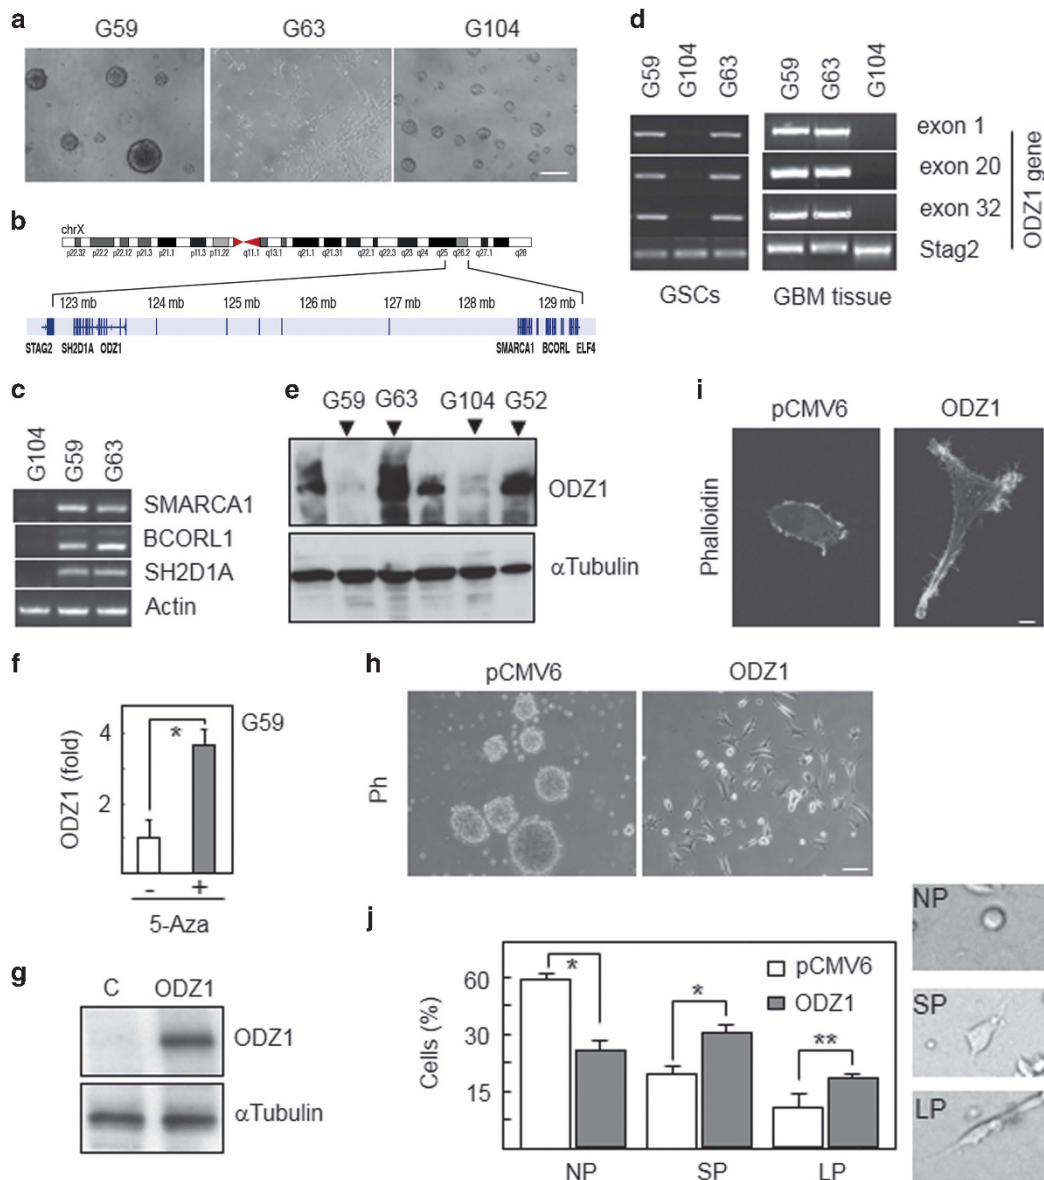 a
G59 G63 G104
b
chrX
p22.32 p22.2 p22.12 p21.3 p21.1 p11.3 p11.22 q11.1 q13.1 q21.1 q21.31 q22.1 q22.3 q23 q24 q25 q26.2 q27.1 q28
123 mb 124 mb 125 mb 126 mb 127 mb 128 mb 129 mb
STAG2 SH2D1A ODZ1 SMARCA1 BCORL ELF4
c
G104 G59 G63
SMARCA1
BCORL1
SH2D1A
Actin
d
G59 G104 G63 G59 G63 G104
exon 1
exon 20
exon 32
Stag2
ODZ1 gene
GSCs GBM tissue
e
G59 G63 G104 G52
ODZ1
αTubulin
f
G59
ODZ1 (fold)
4
2
- +
5-Aza
*
g
C ODZ1
ODZ1
αTubulin
h
pCMV6 ODZ1
Ph
i
pCMV6 ODZ1
Phalloidin
j
Cells (%)
60
30
15
* * **
pCMV6
ODZ1
NP SP LP
NP
SP
LP